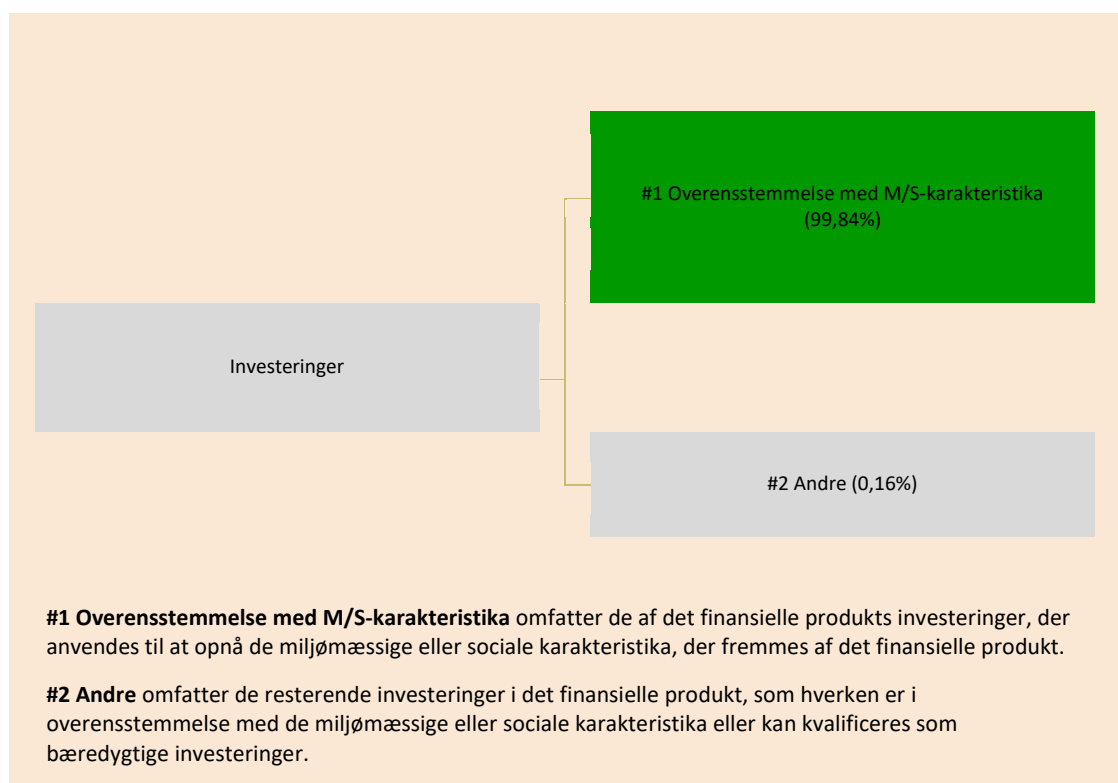 #1 Overensstemmelse med M/S-karakteristika
(99,84%)
Investeringer
#2 Andre (0,16%)
#1 Overensstemmelse med M/S-karakteristika omfatter de af det finansielle produkts investeringer, der
anvendes til at opnå de miljømæssige eller sociale karakteristika, der fremmes af det finansielle produkt.
#2 Andre omfatter de resterende investeringer i det finansielle produkt, som hverken er i
overensstemmelse med de miljømæssige eller sociale karakteristika eller kan kvalificeres som
bæredygtige investeringer.